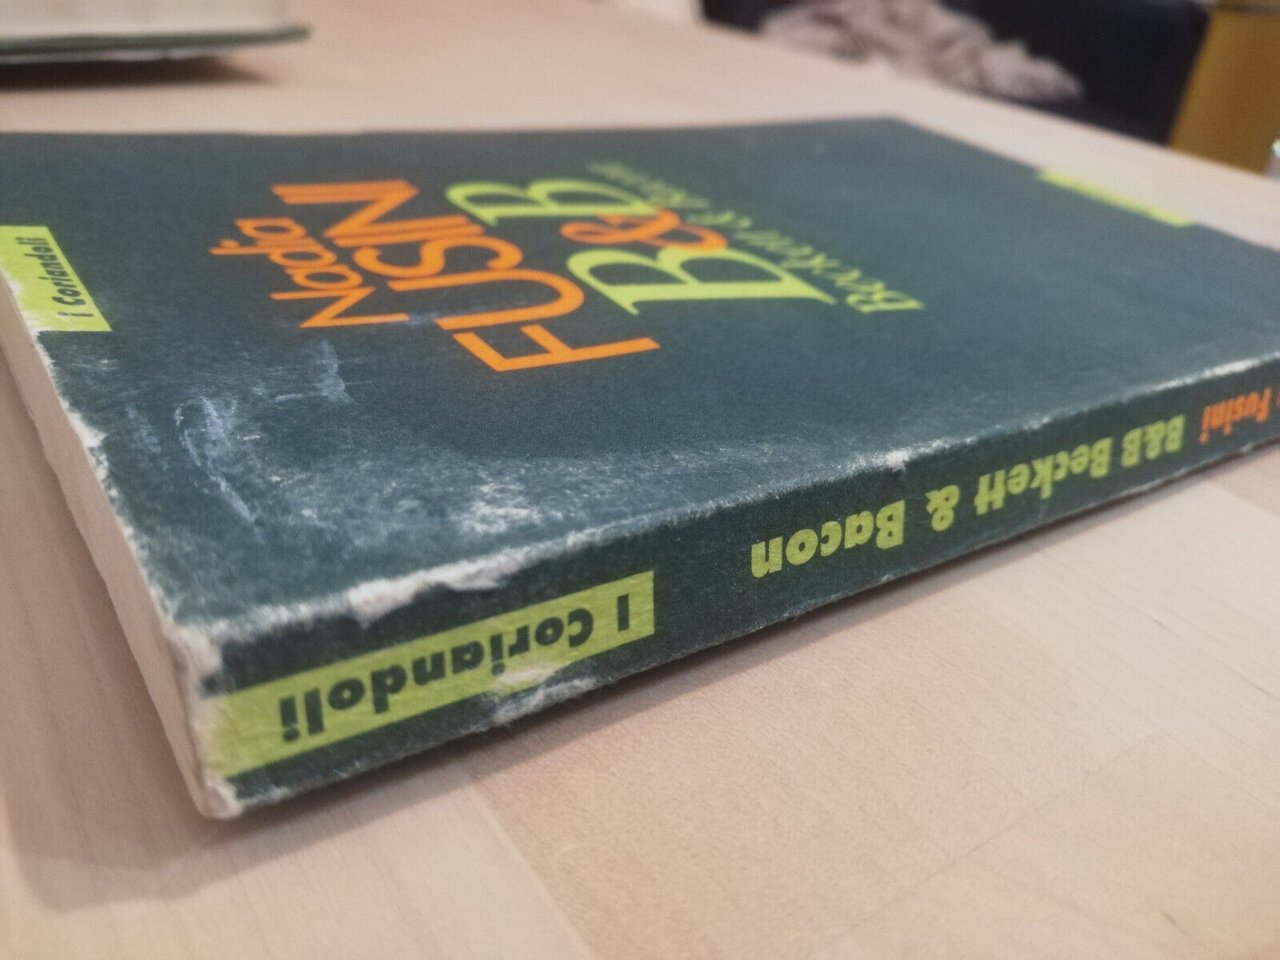 i Coriandoli
Nadia
FUSINI
B&B
Beckett & Bacon
I Coriandoli
B&B Beckett & Bacon
Fusini